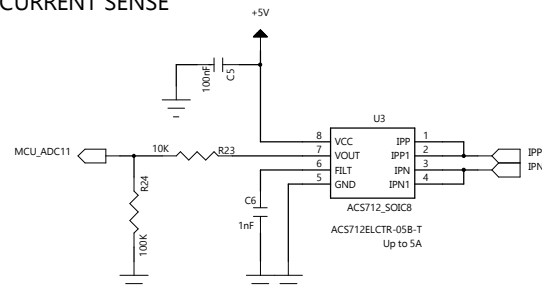 CURRENT SENSE
+5V
100nF
C5
U3
8 VCC IPP 1
7 VOUT IPP1 2
6 FILT IPN 3
5 GND IPN1 4
MCU_ADC11
10K
R23
IPP
IPN
R24
100K
C6
1nF
ACS712_SOIC8
ACS712ELCTR-05B-T
Up to 5A